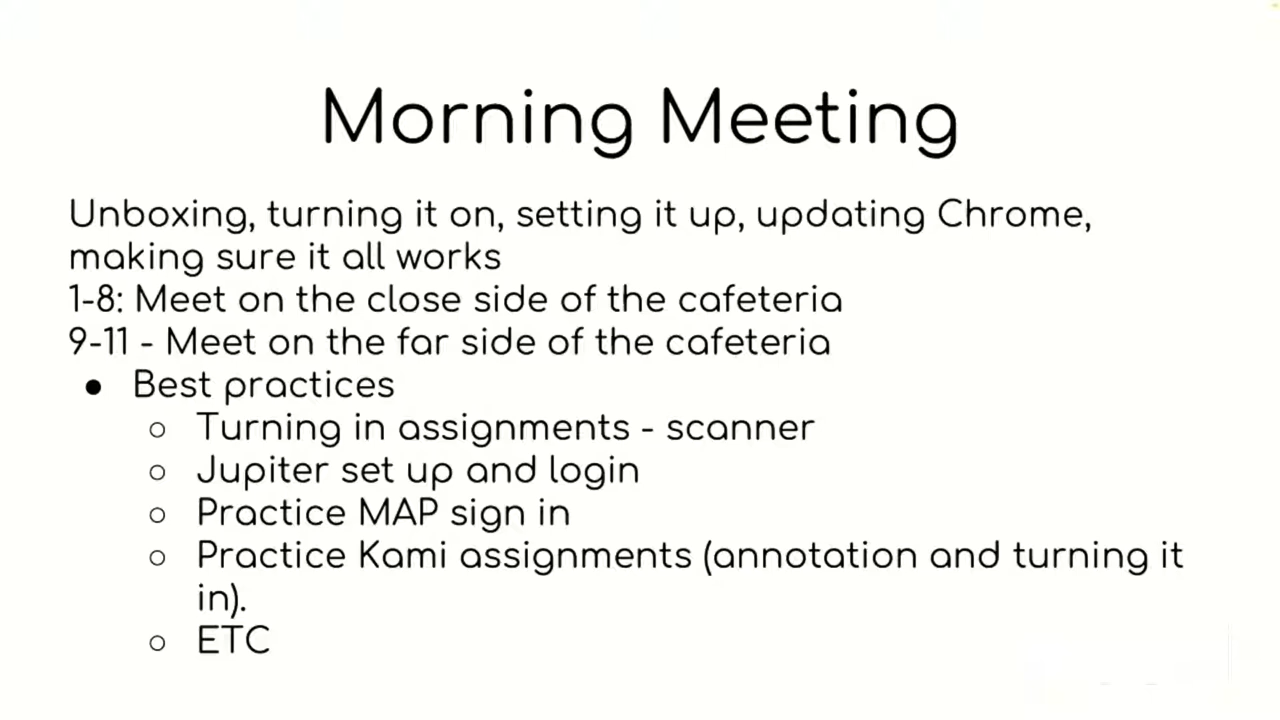 Morning Meeting
Unboxing, turning it on, setting it up, updating Chrome,
making sure it all works
1-8: Meet on the close side of the cafeteria
9-11 - Meet on the far side of the cafeteria
● Best practices
○ Turning in assignments - scanner
○ Jupiter set up and login
○ Practice MAP sign in
○ Practice Kami assignments (annotation and turning it
in).
○ ETC